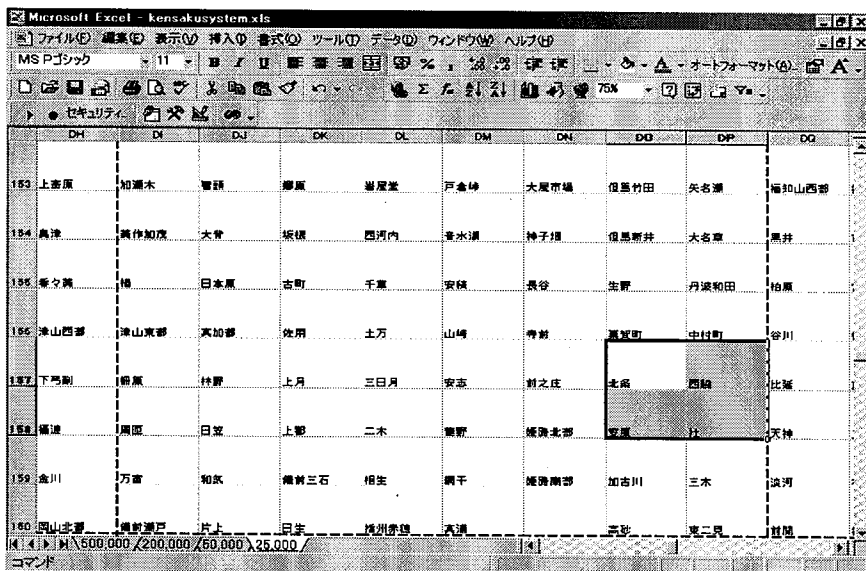 Microsoft Excel - kensakusystem.xls
ファイル(F) 編集(E) 表示(V) 挿入(I) 書式(O) ツール(T) データ(D) ウィンドウ(W) ヘルプ(H)
MS Pゴシック 11 B I U % , オートフォーマット(A)... A
Σ 75%
セキュリティ...
DH DI DJ DK DL DM DN DO DP DQ
153 上斎原 加瀬木 智頭 郷原 岩屋堂 戸倉峠 大屋市場 但馬竹田 矢名瀬 福知山西部
154 奥津 美作加茂 大背 坂根 西河内 音水湖 神子畑 但馬新井 大名草 黒井
155 香々美 楢 日本原 古町 千草 安積 長谷 生野 丹波和田 柏原
156 津山西部 津山東部 真加部 佐用 土万 山崎 寺前 粟賀町 中村町 谷川
157 下弓削 林野 上月 三日月 安志 前之庄 北条 西脇 比延
158 福渡 周匝 日笠 上郡 二木 龍野 姫路北部 笠原 社 天神
159 金川 万富 和気 備前三石 相生 網干 姫路南部 加古川 三木 淡河
160 岡山北部 備前瀬戸 片上 日生 播州赤穂 真浦 高砂 東二見 前開
500,000 200,000 50,000 25,000
コマンド